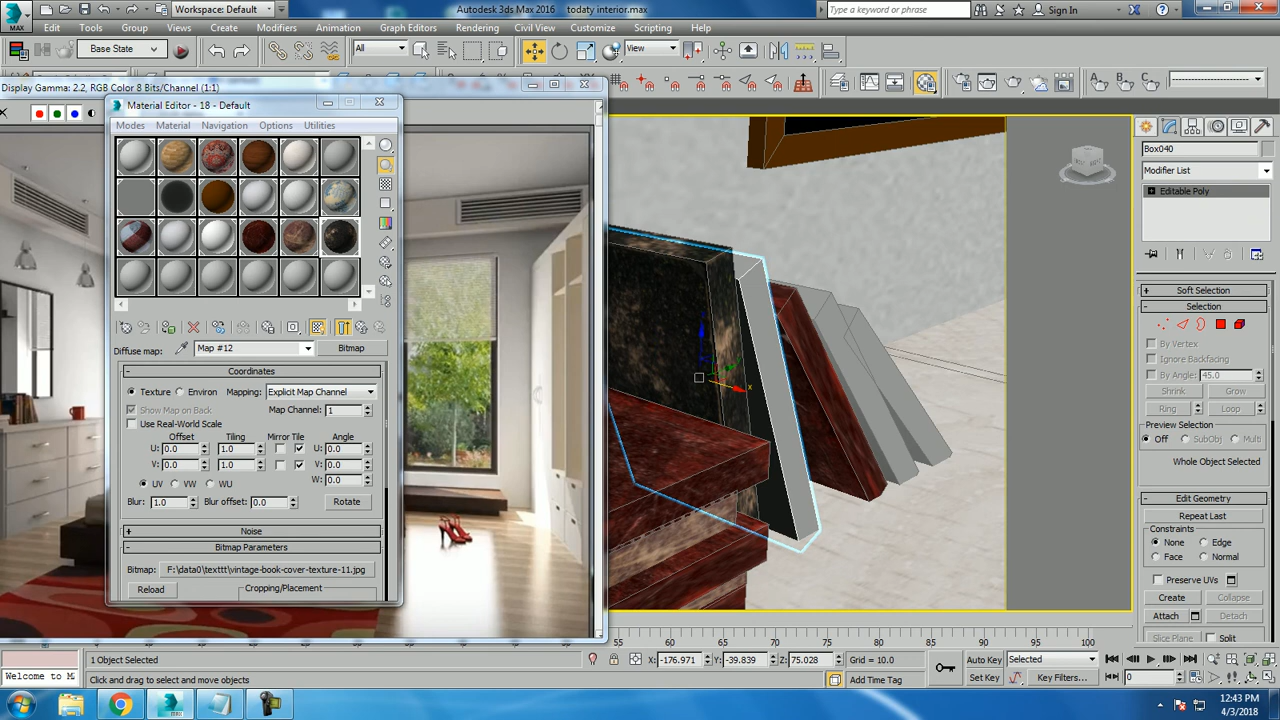 MAX
Workspace: Default
Autodesk 3ds Max 2016 todaty interior.max
Type a keyword or phrase
Sign In
Edit Tools Group Views Create Modifiers Animation Graph Editors Rendering Civil View Customize Scripting Help
Base State
All
View
Display Gamma: 2.2, RGB Color 8 Bits/Channel (1:1)
Material Editor - 18 - Default
Modes Material Navigation Options Utilities
Diffuse map: Map #12 Bitmap
- Coordinates
Texture Environ Mapping: Explicit Map Channel
Show Map on Back Map Channel: 1
Use Real-World Scale
Offset Tiling Mirror Tile Angle
U: 0.0 1.0 U: 0.0
V: 0.0 1.0 V: 0.0
W: 0.0
UV VW WU
Blur: 1.0 Blur offset: 0.0 Rotate
+ Noise
- Bitmap Parameters
Bitmap: F:\data0\texttt\vintage-book-cover-texture-11.jpg
Reload
Cropping/Placement
x
Box040
Modifier List
Editable Poly
+ Soft Selection
- Selection
By Vertex
Ignore Backfacing
By Angle: 45.0
Shrink Grow
Ring Loop
Preview Selection
Off SubObj Multi
Whole Object Selected
- Edit Geometry
Repeat Last
Constraints
None Edge
Face Normal
Preserve UVs
Create Collapse
Attach Detach
Slice Plane Split
55 60 65 70 75 80 85 90 95 100
1 Object Selected
X: -176.971 Y: -39.839 Z: 75.028 Grid = 10.0
Auto Key Selected
Welcome to M
Click and drag to select and move objects
Add Time Tag
Set Key Key Filters...
0
12:43 PM
4/3/2018